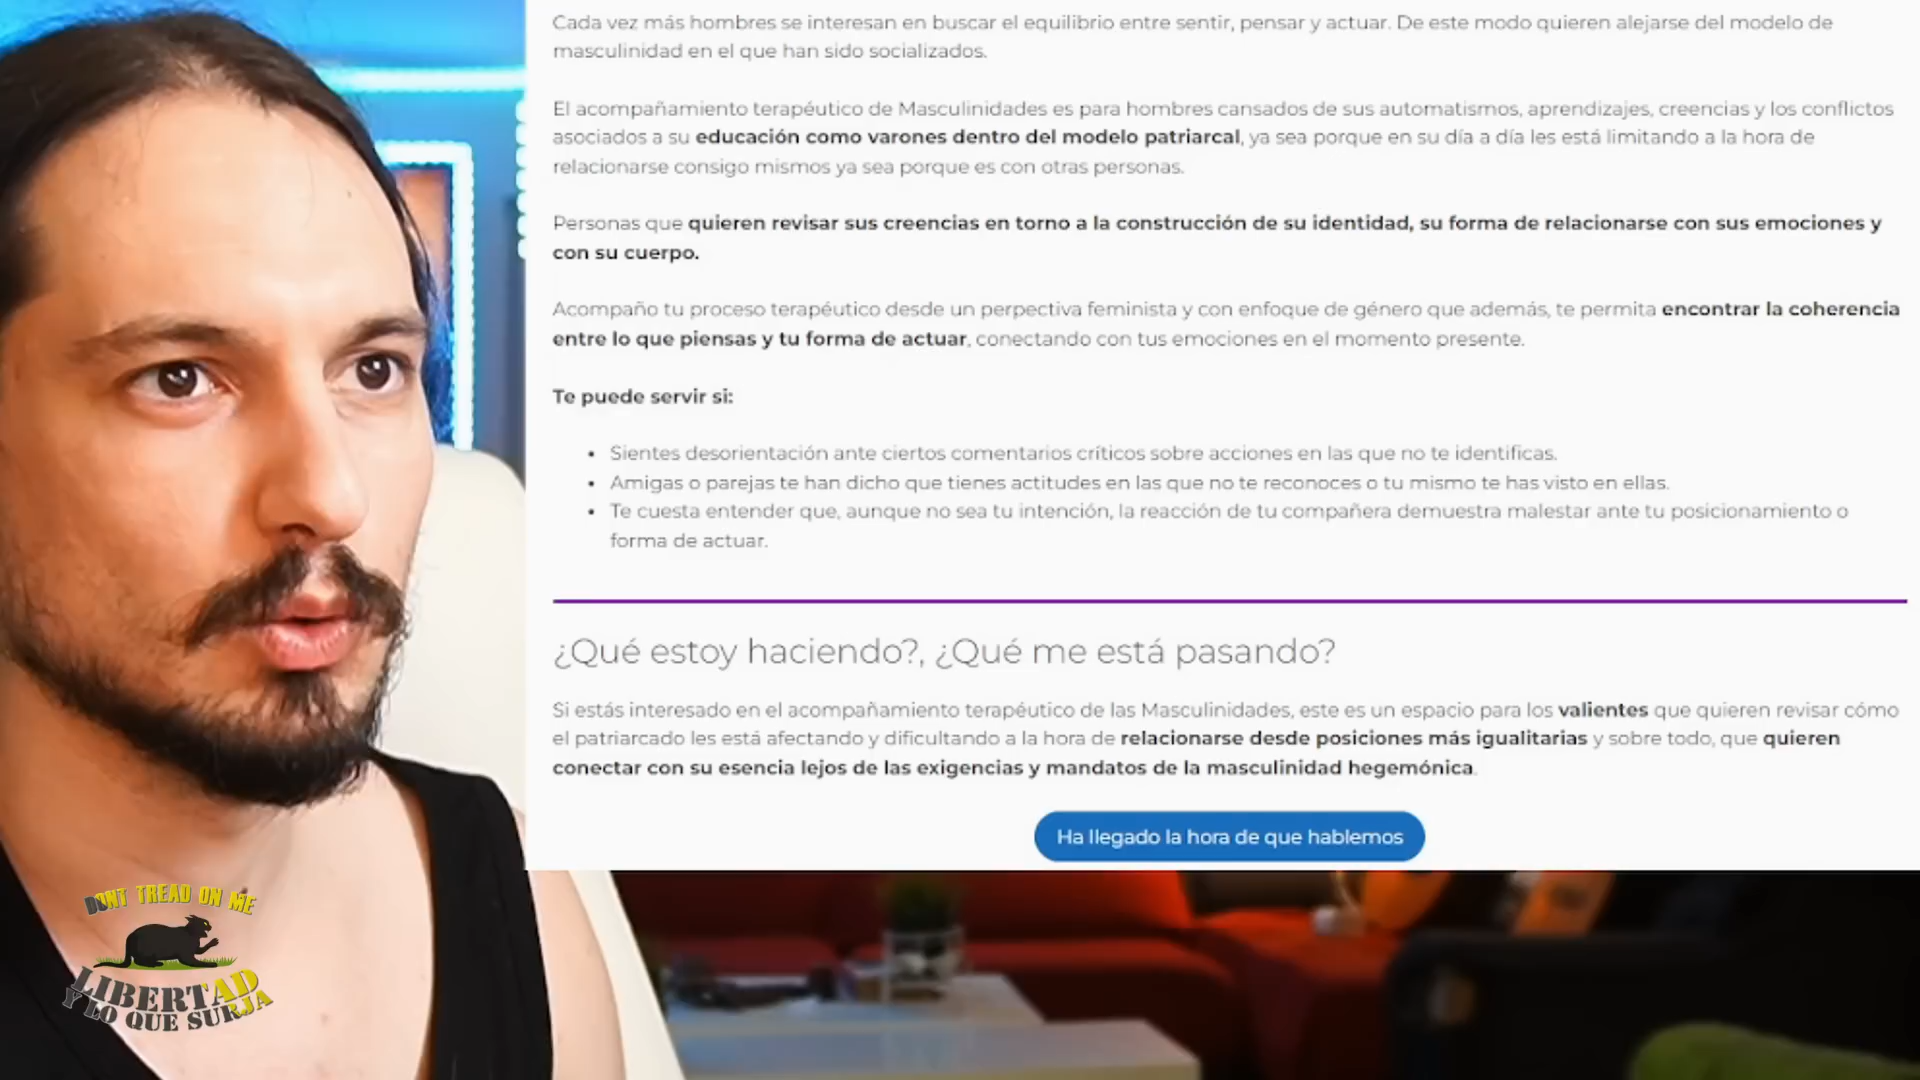 Cada vez más hombres se interesan en buscar el equilibrio entre sentir, pensar y actuar. De este modo quieren alejarse del modelo de
masculinidad en el que han sido socializados.
El acompañamiento terapéutico de Masculinidades es para hombres cansados de sus automatismos, aprendizajes, creencias y los conflictos
asociados a su educación como varones dentro del modelo patriarcal, ya sea porque en su día a día les está limitando a la hora de
relacionarse consigo mismos ya sea porque es con otras personas.
Personas que quieren revisar sus creencias en torno a la construcción de su identidad, su forma de relacionarse con sus emociones y
con su cuerpo.
Acompaño tu proceso terapéutico desde un perpectiva feminista y con enfoque de género que además, te permita encontrar la coherencia
entre lo que piensas y tu forma de actuar, conectando con tus emociones en el momento presente.
Te puede servir si:
• Sientes desorientación ante ciertos comentarios críticos sobre acciones en las que no te identificas.
• Amigas o parejas te han dicho que tienes actitudes en las que no te reconoces o tu mismo te has visto en ellas.
• Te cuesta entender que, aunque no sea tu intención, la reacción de tu compañera demuestra malestar ante tu posicionamiento o
forma de actuar.
¿Qué estoy haciendo?, ¿Qué me está pasando?
Si estás interesado en el acompañamiento terapéutico de las Masculinidades, este es un espacio para los valientes que quieren revisar cómo
el patriarcado les está afectando y dificultando a la hora de relacionarse desde posiciones más igualitarias y sobre todo, que quieren
conectar con su esencia lejos de las exigencias y mandatos de la masculinidad hegemónica.
Ha llegado la hora de que hablemos
DONT TREAD ON ME
LIBERTAD
Y LO QUE SURJA